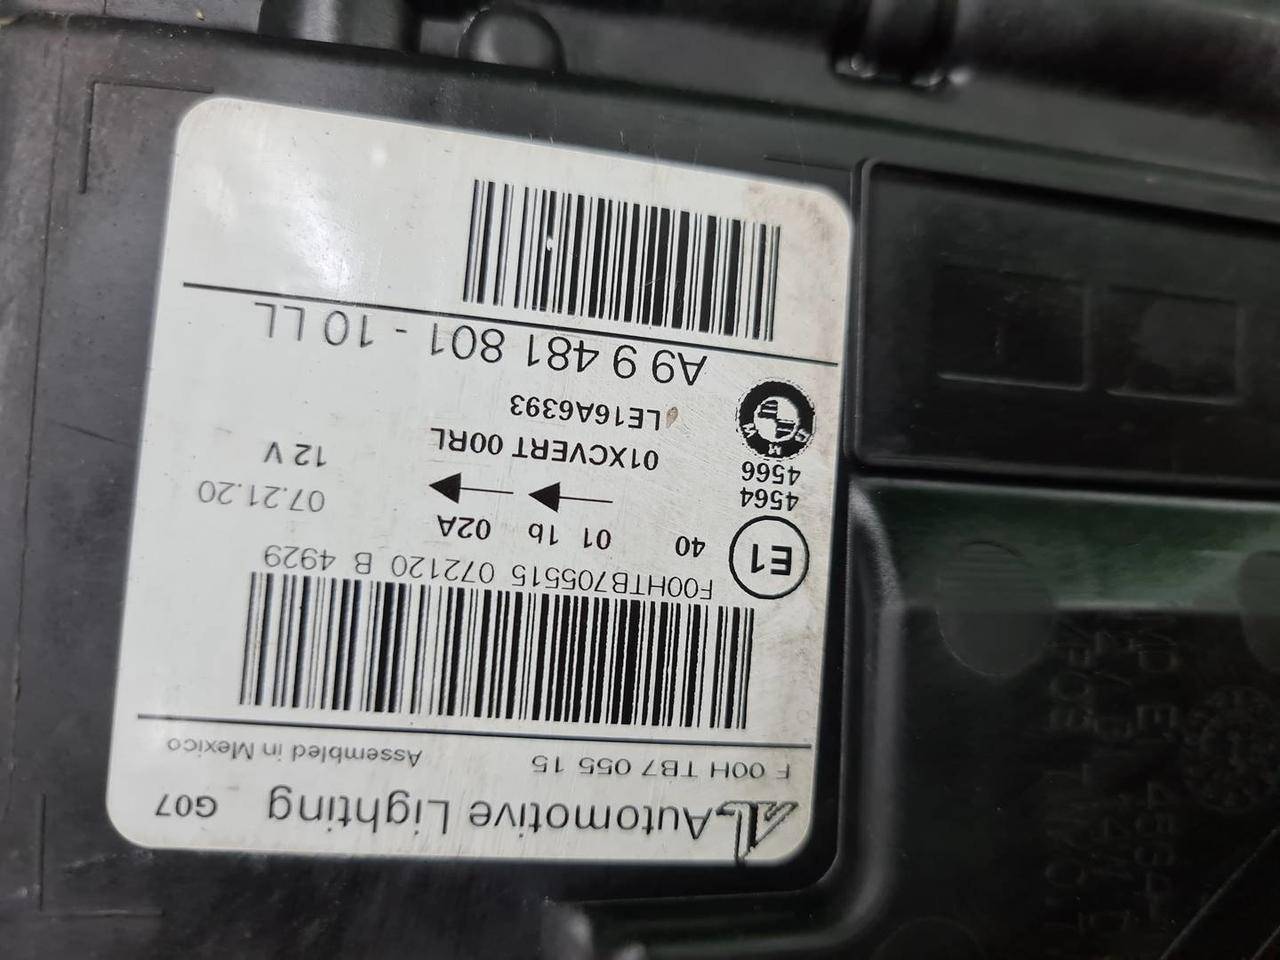 Automotive Lighting G07
F 00H TB7 055 15 Assembled in Mexico
F00HTB705515 072120 B 4929
E1 40 01 1b 02A 07.21.20
4564
4566
01XCVERT 00RL 12 V
LE16A6393
BMW
A9 9 481 801 - 10 LL